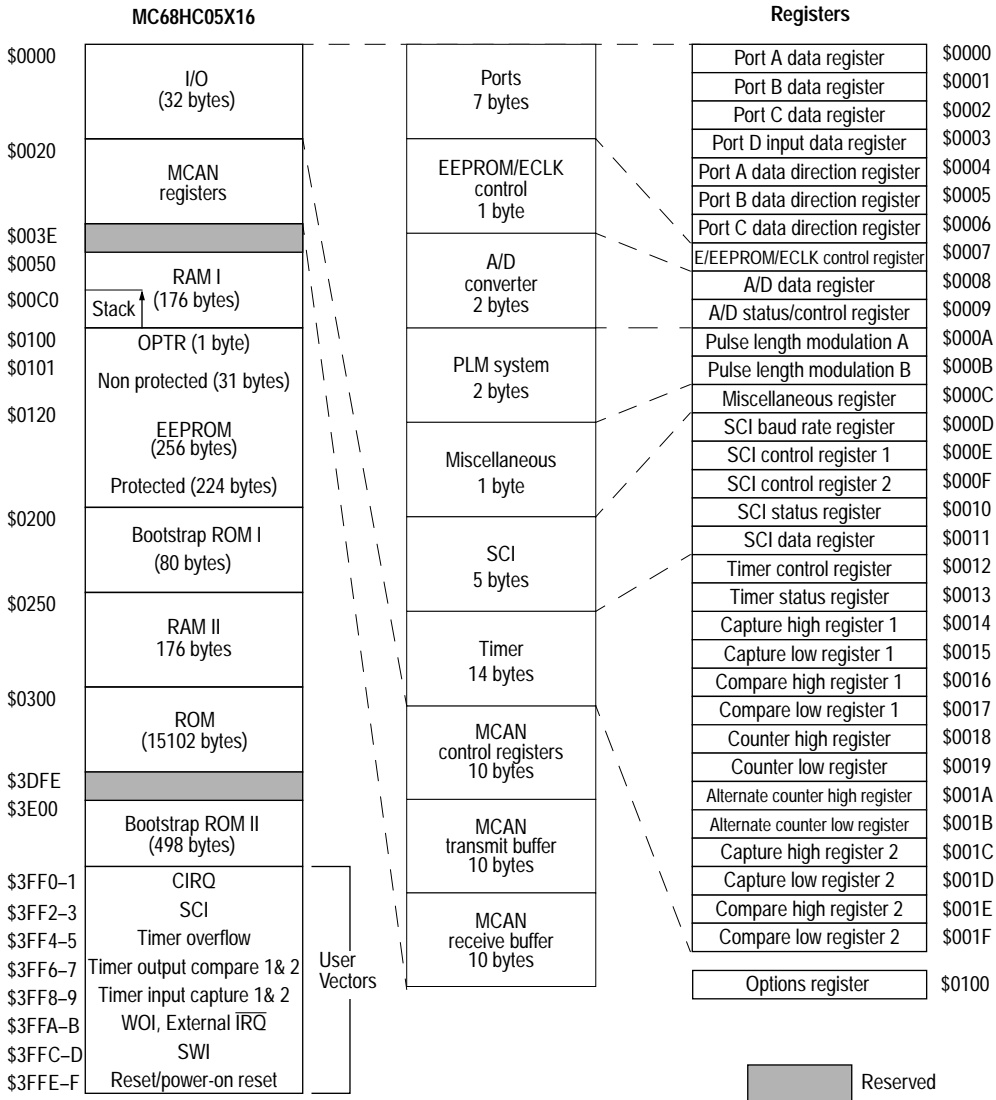 MC68HC05X16
$0000
I/O
(32 bytes)
$0020
MCAN
registers
$003E
$0050
RAM I
(176 bytes)
$00C0
Stack
$0100
OPTR (1 byte)
$0101
Non protected (31 bytes)
$0120
EEPROM
(256 bytes)
Protected (224 bytes)
$0200
Bootstrap ROM I
(80 bytes)
$0250
RAM II
176 bytes
$0300
ROM
(15102 bytes)
$3DFE
$3E00
Bootstrap ROM II
(498 bytes)
$3FF0–1
CIRQ
$3FF2–3
SCI
$3FF4–5
Timer overflow
$3FF6–7
Timer output compare 1& 2
$3FF8–9
Timer input capture 1& 2
$3FFA–B
WOI, External IRQ
$3FFC–D
SWI
$3FFE–F
Reset/power-on reset
User
Vectors
Ports
7 bytes
EEPROM/ECLK
control
1 byte
A/D
converter
2 bytes
PLM system
2 bytes
Miscellaneous
1 byte
SCI
5 bytes
Timer
14 bytes
MCAN
control registers
10 bytes
MCAN
transmit buffer
10 bytes
MCAN
receive buffer
10 bytes
Registers
Port A data register $0000
Port B data register $0001
Port C data register $0002
Port D input data register $0003
Port A data direction register $0004
Port B data direction register $0005
Port C data direction register $0006
E/EEPROM/ECLK control register $0007
A/D data register $0008
A/D status/control register $0009
Pulse length modulation A $000A
Pulse length modulation B $000B
Miscellaneous register $000C
SCI baud rate register $000D
SCI control register 1 $000E
SCI control register 2 $000F
SCI status register $0010
SCI data register $0011
Timer control register $0012
Timer status register $0013
Capture high register 1 $0014
Capture low register 1 $0015
Compare high register 1 $0016
Compare low register 1 $0017
Counter high register $0018
Counter low register $0019
Alternate counter high register $001A
Alternate counter low register $001B
Capture high register 2 $001C
Capture low register 2 $001D
Compare high register 2 $001E
Compare low register 2 $001F
Options register $0100
Reserved